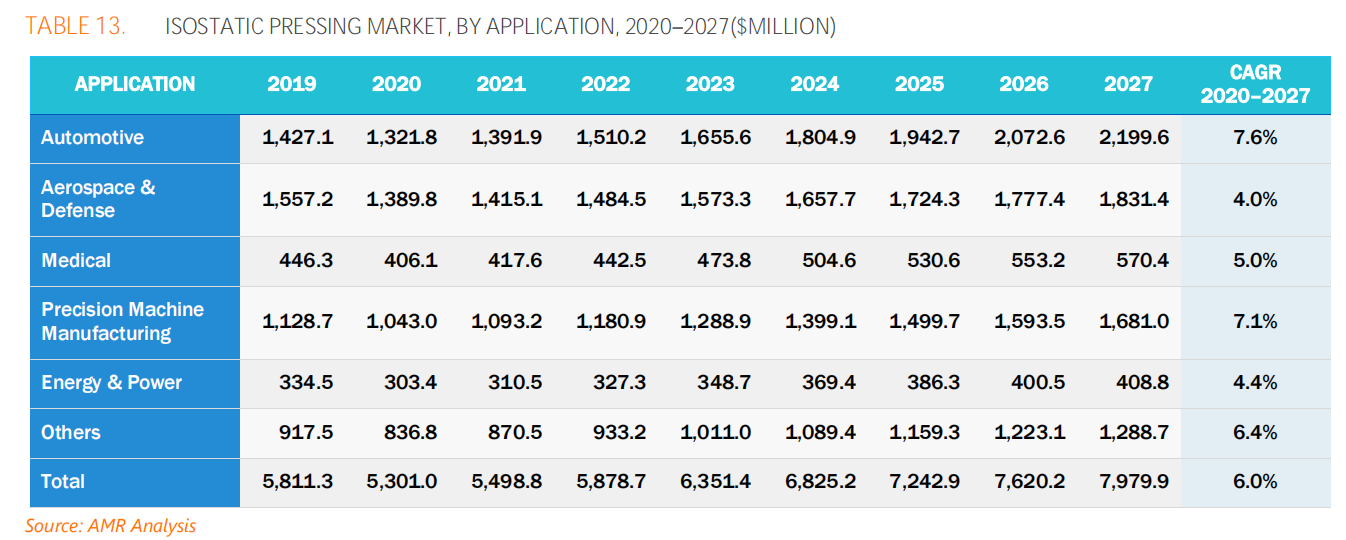 TABLE 13. ISOSTATIC PRESSING MARKET, BY APPLICATION, 2020–2027($MILLION)
APPLICATION 2019 2020 2021 2022 2023 2024 2025 2026 2027 CAGR
2020–2027
Automotive 1,427.1 1,321.8 1,391.9 1,510.2 1,655.6 1,804.9 1,942.7 2,072.6 2,199.6 7.6%
Aerospace &
Defense 1,557.2 1,389.8 1,415.1 1,484.5 1,573.3 1,657.7 1,724.3 1,777.4 1,831.4 4.0%
Medical 446.3 406.1 417.6 442.5 473.8 504.6 530.6 553.2 570.4 5.0%
Precision Machine
Manufacturing 1,128.7 1,043.0 1,093.2 1,180.9 1,288.9 1,399.1 1,499.7 1,593.5 1,681.0 7.1%
Energy & Power 334.5 303.4 310.5 327.3 348.7 369.4 386.3 400.5 408.8 4.4%
Others 917.5 836.8 870.5 933.2 1,011.0 1,089.4 1,159.3 1,223.1 1,288.7 6.4%
Total 5,811.3 5,301.0 5,498.8 5,878.7 6,351.4 6,825.2 7,242.9 7,620.2 7,979.9 6.0%
Source: AMR Analysis